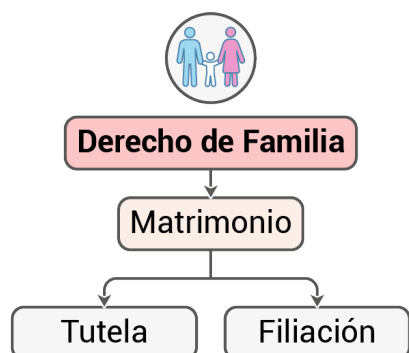 Derecho de Familia
Matrimonio
Tutela
Filiación